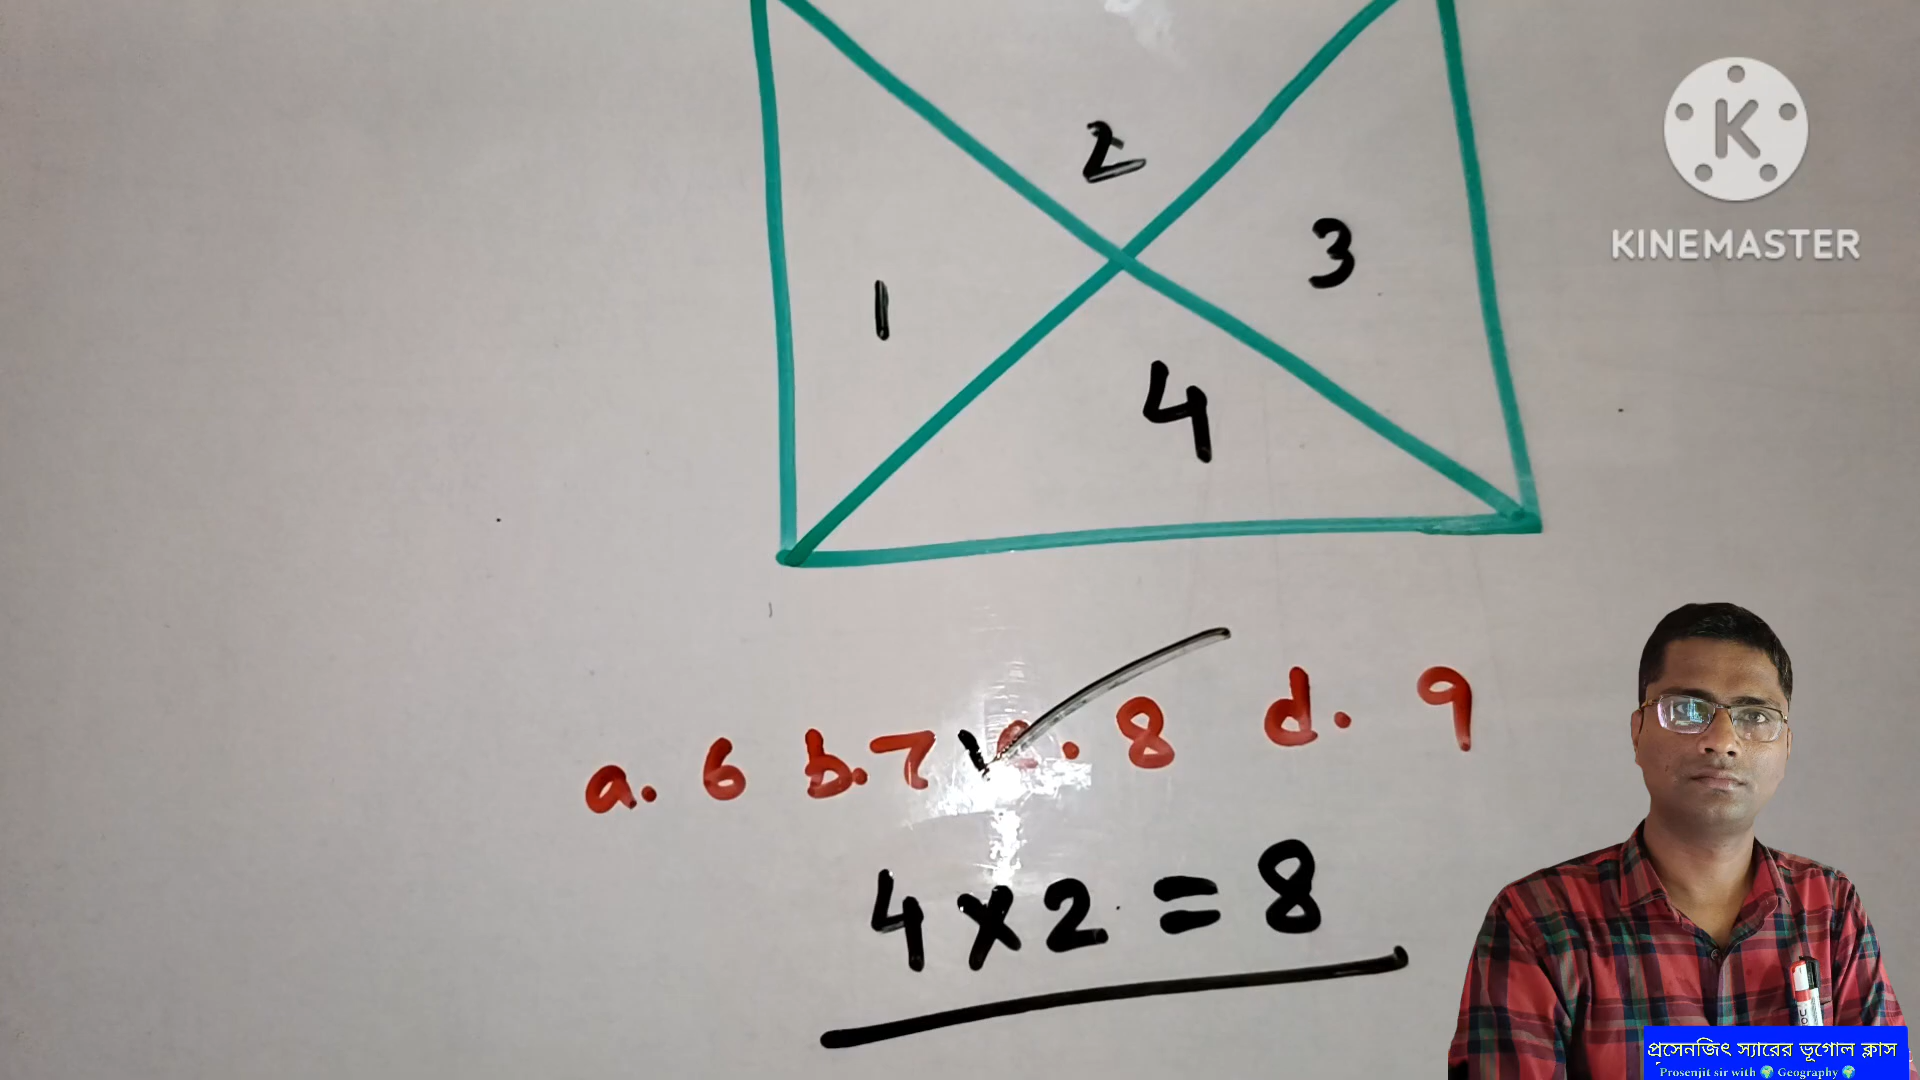 2
3
1
4
a. 6 b. 7 c. 8 d. 9
4 x 2 = 8
K
KINEMASTER
প্রসেনজিৎ স্যারের ভূগোল ক্লাস
Prosenjit sir with 🌍 Geography 🌍